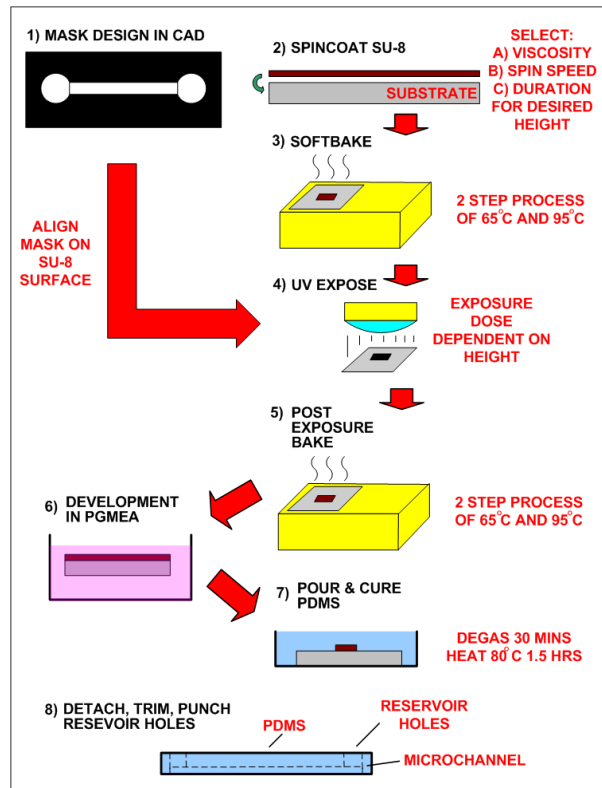 1) MASK DESIGN IN CAD
2) SPINCOAT SU-8
SELECT:
A) VISCOSITY
B) SPIN SPEED
C) DURATION
FOR DESIRED
HEIGHT
SUBSTRATE
3) SOFTBAKE
2 STEP PROCESS
OF 65°C AND 95°C
ALIGN
MASK ON
SU-8
SURFACE
4) UV EXPOSE
EXPOSURE
DOSE
DEPENDENT ON
HEIGHT
5) POST
EXPOSURE
BAKE
2 STEP PROCESS
OF 65°C AND 95°C
6) DEVELOPMENT
IN PGMEA
7) POUR & CURE
PDMS
DEGAS 30 MINS
HEAT 80°C 1.5 HRS
8) DETACH, TRIM, PUNCH
RESEVOIR HOLES
PDMS
RESERVOIR
HOLES
MICROCHANNEL